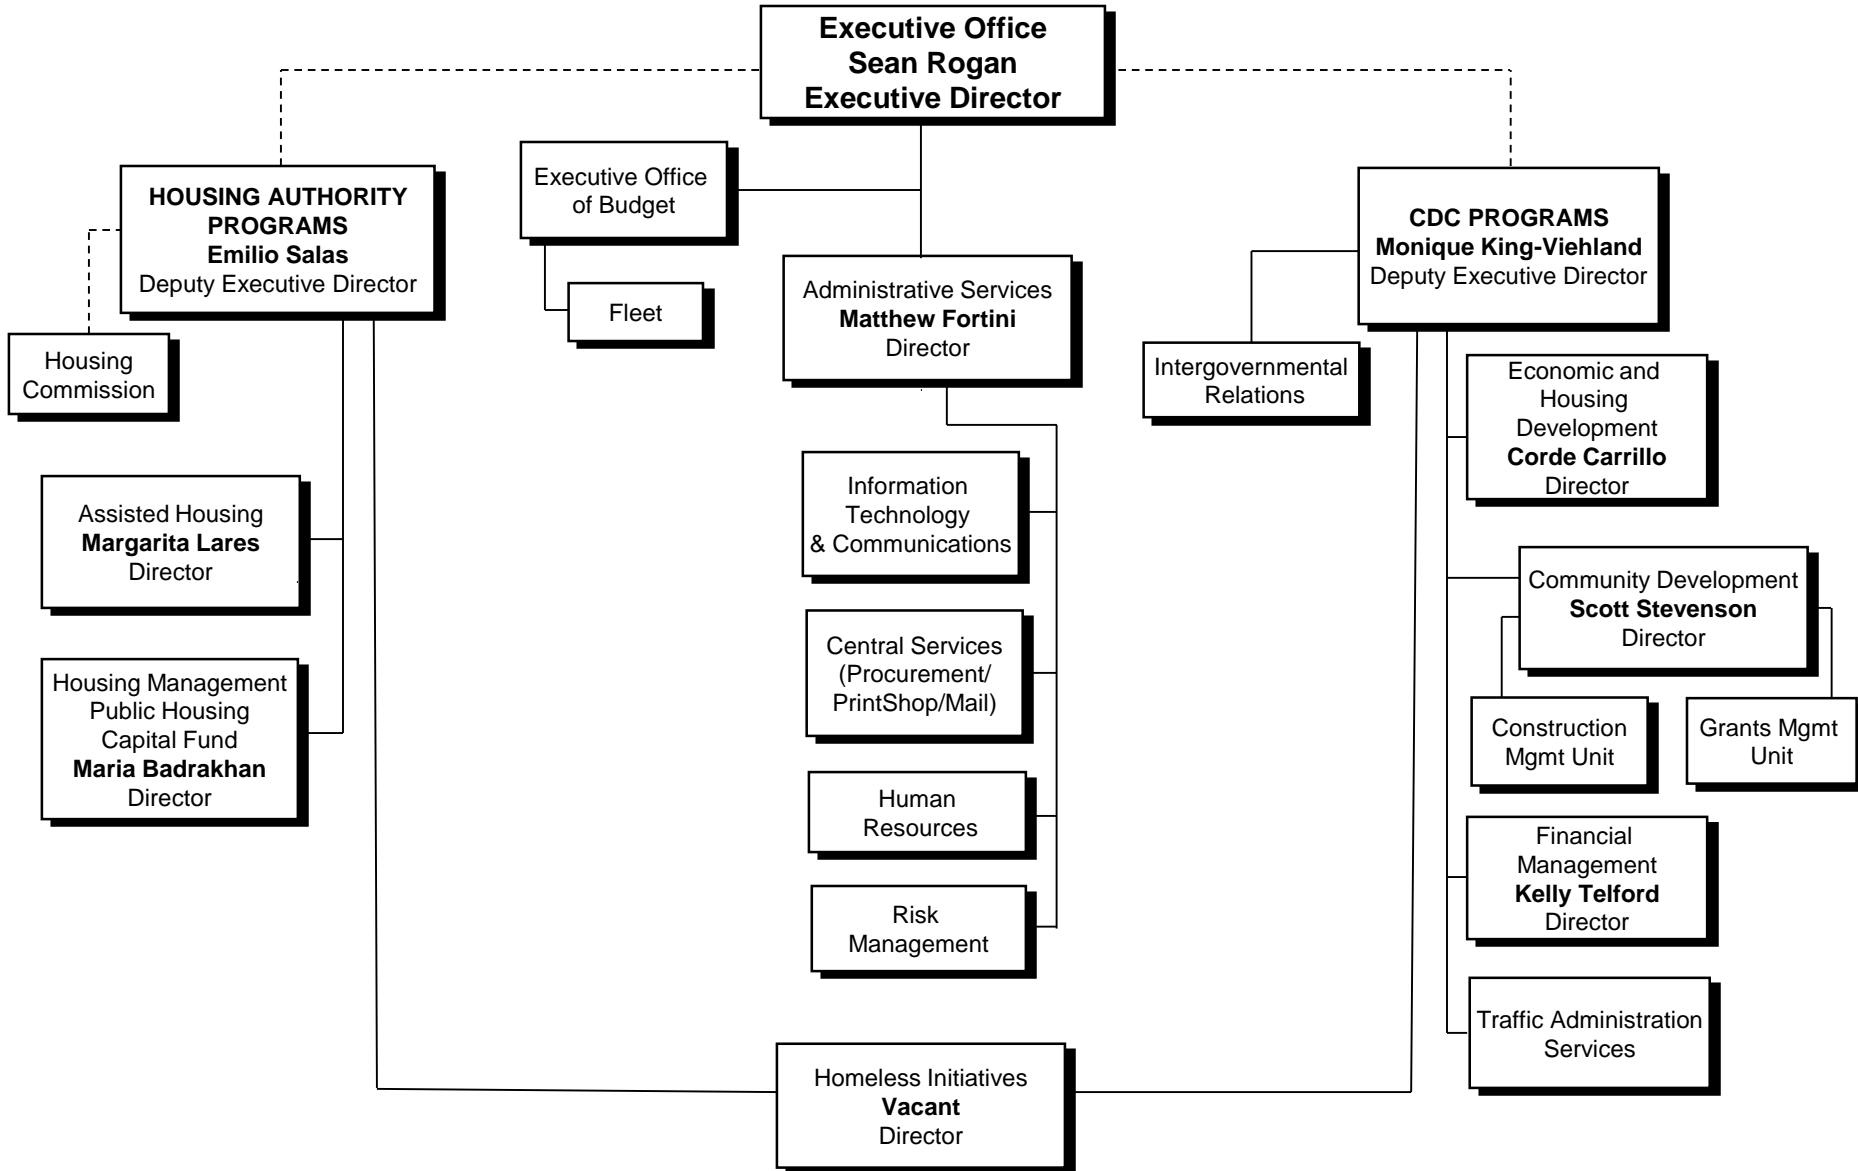 Executive Office
Sean Rogan
Executive Director
HOUSING AUTHORITY
PROGRAMS
Emilio Salas
Deputy Executive Director
Housing
Commission
Assisted Housing
Margarita Lares
Director
Housing Management
Public Housing
Capital Fund
Maria Badrakhan
Director
Executive Office
of Budget
Fleet
Administrative Services
Matthew Fortini
Director
Information
Technology
& Communications
Central Services
(Procurement/
PrintShop/Mail)
Human
Resources
Risk
Management
CDC PROGRAMS
Monique King-Viehland
Deputy Executive Director
Intergovernmental
Relations
Economic and
Housing
Development
Corde Carrillo
Director
Community Development
Scott Stevenson
Director
Construction
Mgmt Unit
Grants Mgmt
Unit
Financial
Management
Kelly Telford
Director
Traffic Administration
Services
Homeless Initiatives
Vacant
Director